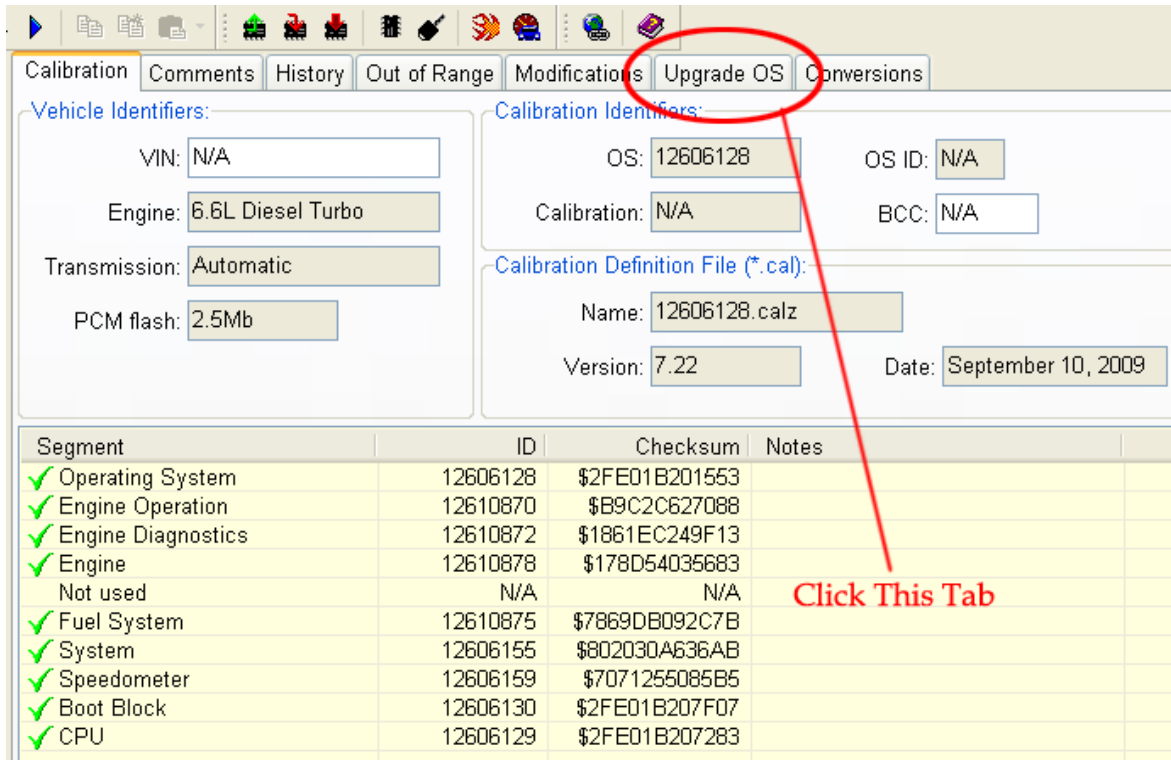 Calibration Comments History Out of Range Modifications Upgrade OS Conversions
Vehicle Identifiers:
VIN: N/A
Engine: 6.6L Diesel Turbo
Transmission: Automatic
PCM flash: 2.5Mb
Calibration Identifiers:
OS: 12606128 OS ID: N/A
Calibration: N/A BCC: N/A
Calibration Definition File (*.cal):
Name: 12606128.calz
Version: 7.22 Date: September 10, 2009
Segment ID Checksum Notes
Operating System 12606128 $2FE01B201553
Engine Operation 12610870 $B9C2C627088
Engine Diagnostics 12610872 $1861EC249F13
Engine 12610878 $178D54035683
Not used N/A N/A
Click This Tab
Fuel System 12610875 $7869DB092C7B
System 12606155 $802030A636AB
Speedometer 12606159 $7071255085B5
Boot Block 12606130 $2FE01B207F07
CPU 12606129 $2FE01B207283